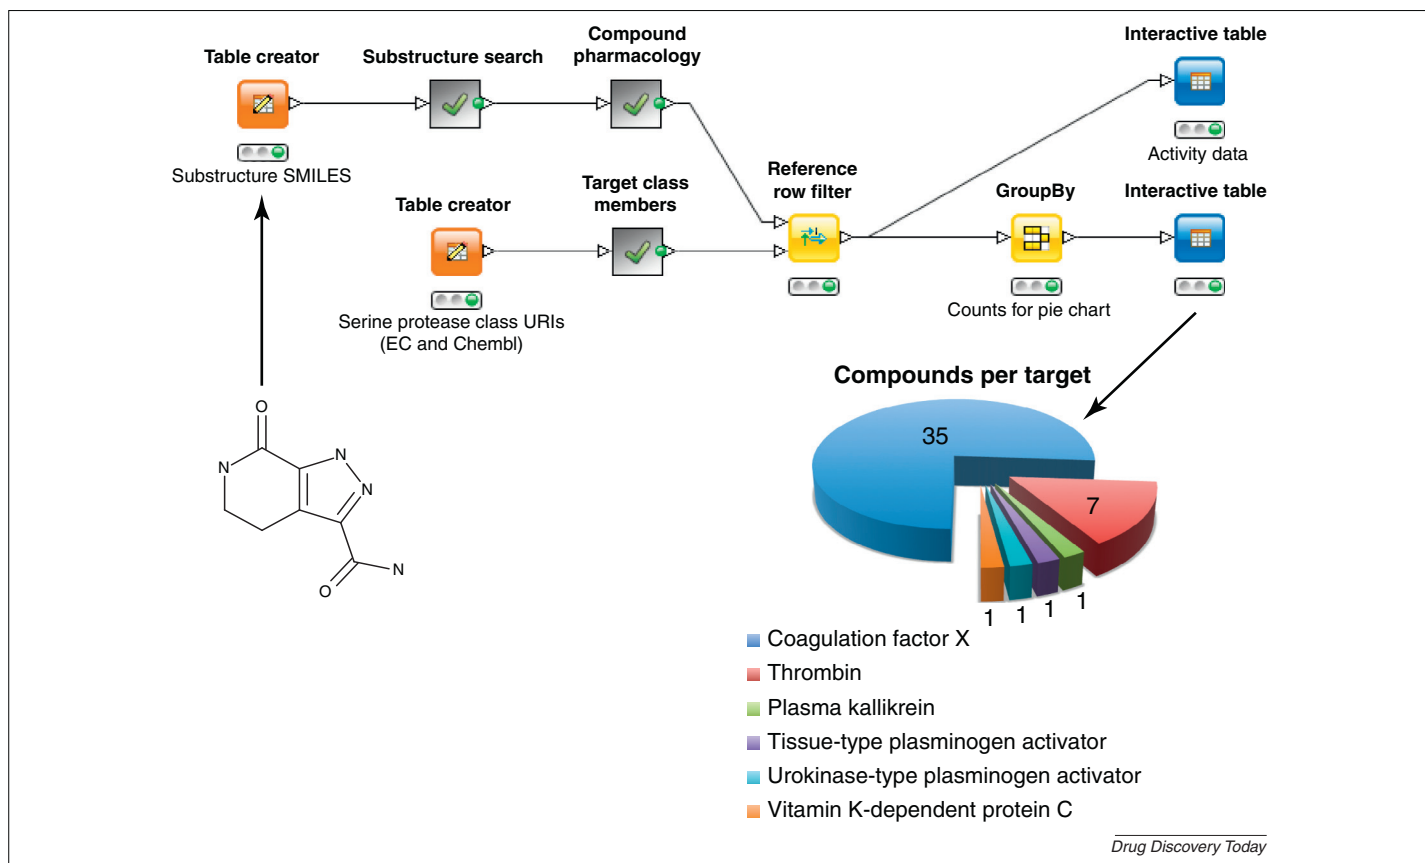 Table creator
Substructure SMILES
Substructure search
Compound
pharmacology
Interactive table
Activity data
Table creator
Serine protease class URIs
(EC and Chembl)
Target class
members
Reference
row filter
GroupBy
Counts for pie chart
Interactive table
O
N
N
N
O
N
Compounds per target
35
7
1
1
1
1
Coagulation factor X
Thrombin
Plasma kallikrein
Tissue-type plasminogen activator
Urokinase-type plasminogen activator
Vitamin K-dependent protein C
Drug Discovery Today